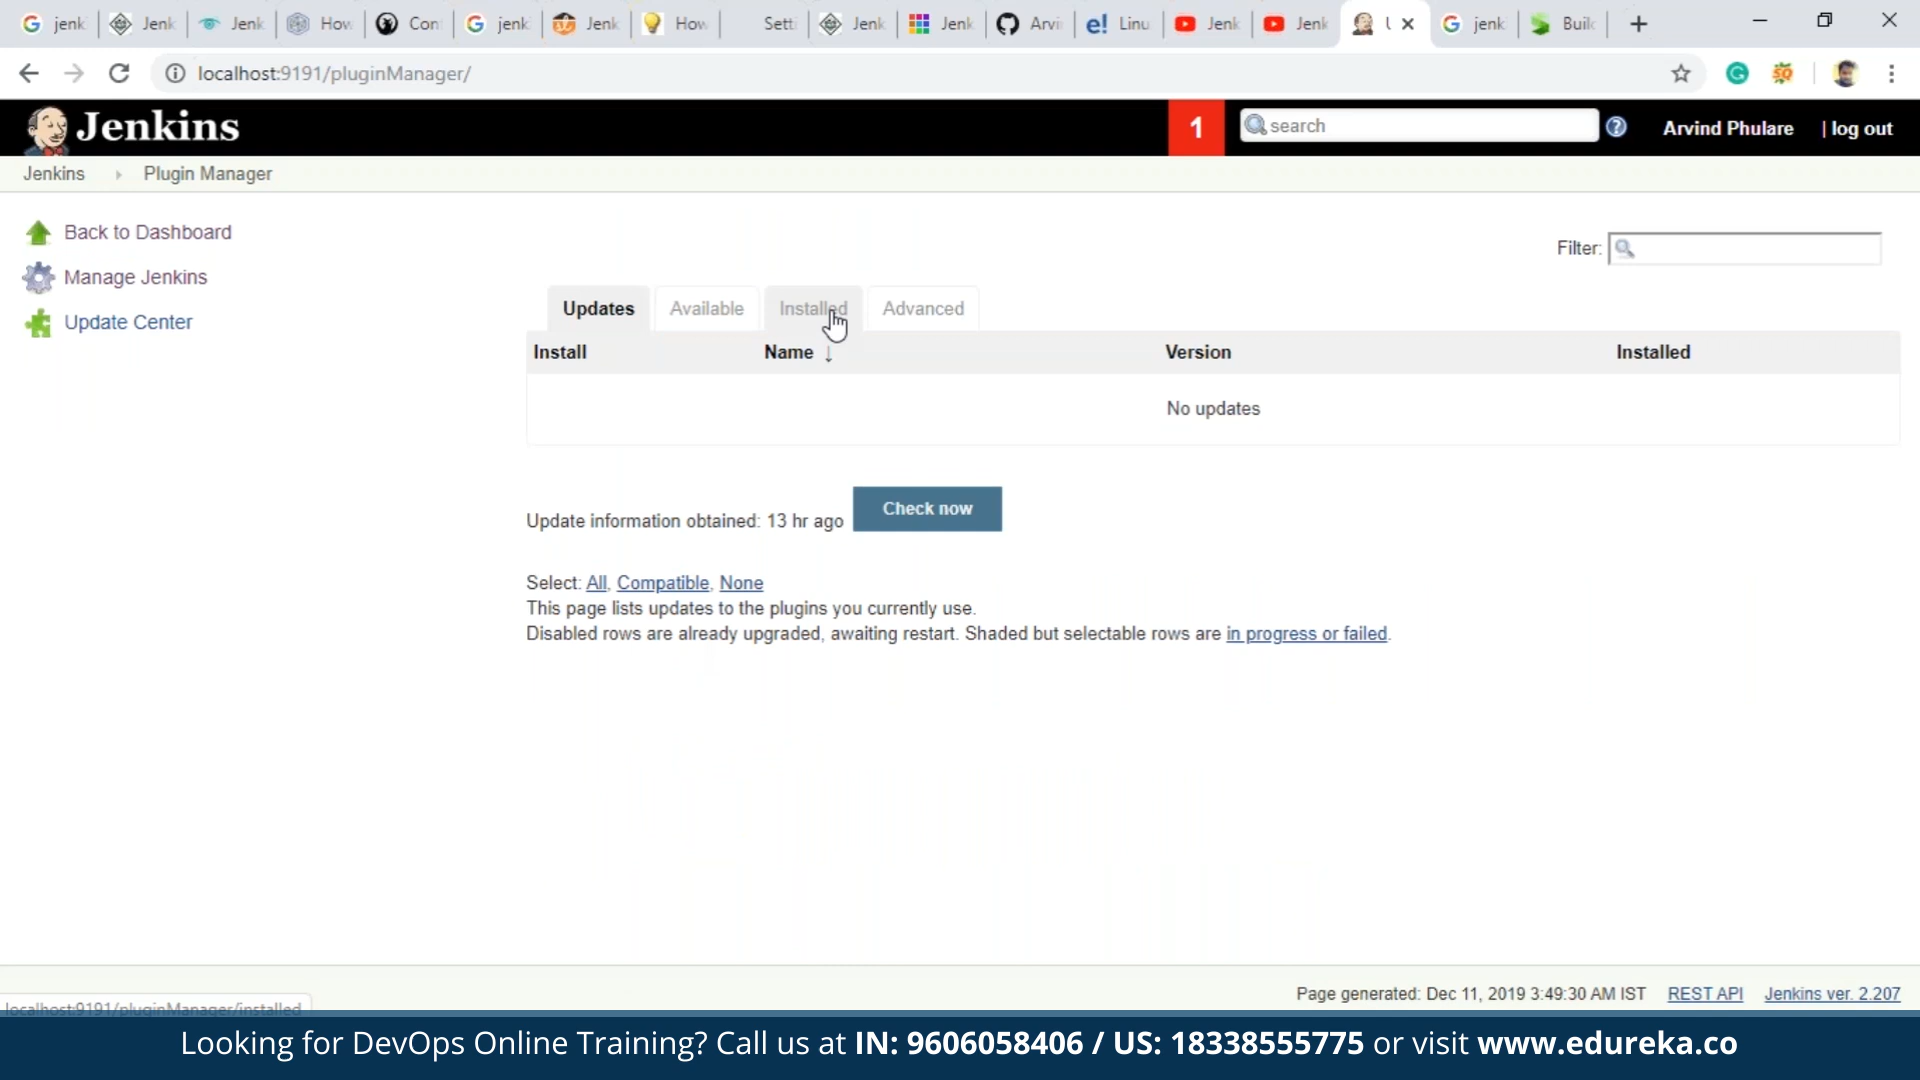 jenk Jenk Jenk How Con jenk Jenk How Setti Jenk Jenk Arvi Linu Jenk Jenk jenk Builc
localhost:9191/pluginManager/
Jenkins 1 search Arvind Phulare | log out
Jenkins Plugin Manager
Back to Dashboard
Manage Jenkins
Update Center
Filter:
Updates Available Installed Advanced
Install Name ↓ Version Installed
No updates
Update information obtained: 13 hr ago Check now
Select: All, Compatible, None
This page lists updates to the plugins you currently use.
Disabled rows are already upgraded, awaiting restart. Shaded but selectable rows are in progress or failed.
Page generated: Dec 11, 2019 3:49:30 AM IST REST API Jenkins ver. 2.207
localhost:9191/pluginManager/installed
Looking for DevOps Online Training? Call us at IN: 9606058406 / US: 18338555775 or visit www.edureka.co